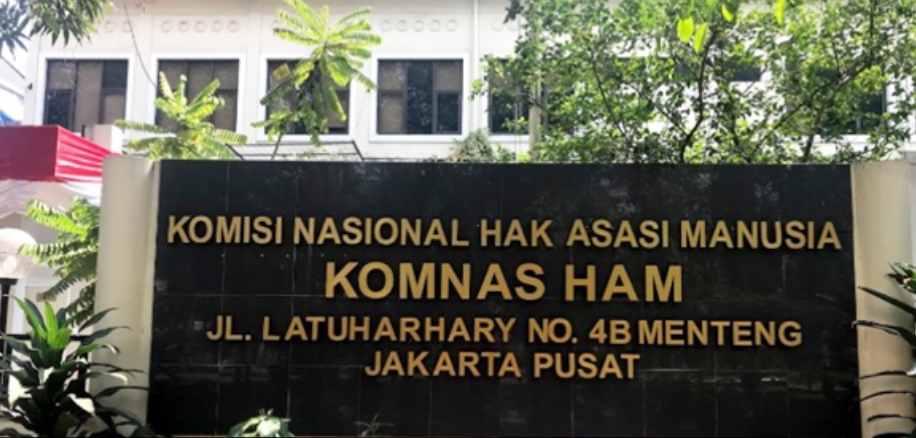 KOMISI NASIONAL HAK ASASI MANUSIA
KOMNAS HAM
JL. LATUHARHARY NO. 4B MENTENG
JAKARTA PUSAT